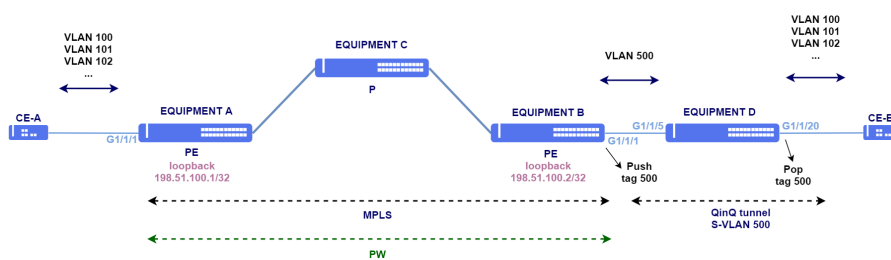 VLAN 100
VLAN 101
VLAN 102
...
VLAN 500
VLAN 100
VLAN 101
VLAN 102
...
EQUIPMENT C
P
CE-A
EQUIPMENT A
G1/1/1
PE
loopback
198.51.100.1/32
EQUIPMENT B
G1/1/1
PE
loopback
198.51.100.2/32
G1/1/5
EQUIPMENT D
G1/1/20
CE-E
Push
tag 500
Pop
tag 500
MPLS
QinQ tunnel
S-VLAN 500
PW